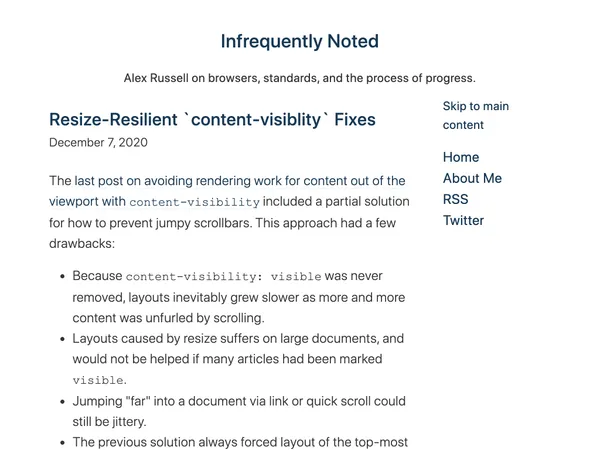 Infrequently Noted
Alex Russell on browsers, standards, and the process of progress.
Resize-Resilient `content-visiblity` Fixes
December 7, 2020
The last post on avoiding rendering work for content out of the
viewport with content-visibility included a partial solution
for how to prevent jumpy scrollbars. This approach had a few
drawbacks:
• Because content-visibility: visible was never
removed, layouts inevitably grew slower as more and more
content was unfurled by scrolling.
• Layouts caused by resize suffers on large documents, and
would not be helped if many articles had been marked
visible.
• Jumping "far" into a document via link or quick scroll could
still be jittery.
• The previous solution always forced layout of the top-most
Skip to main
content
Home
About Me
RSS
Twitter